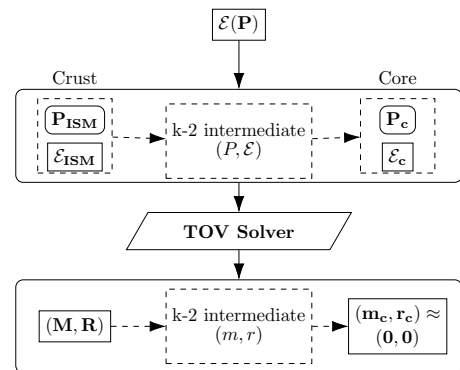 ℰ(P)
Crust
Core
P_ISM
ℰ_ISM
k-2 intermediate
(P, ℰ)
P_c
ℰ_c
TOV Solver
(M, R)
k-2 intermediate
(m, r)
(m_c, r_c) ≈
(0, 0)